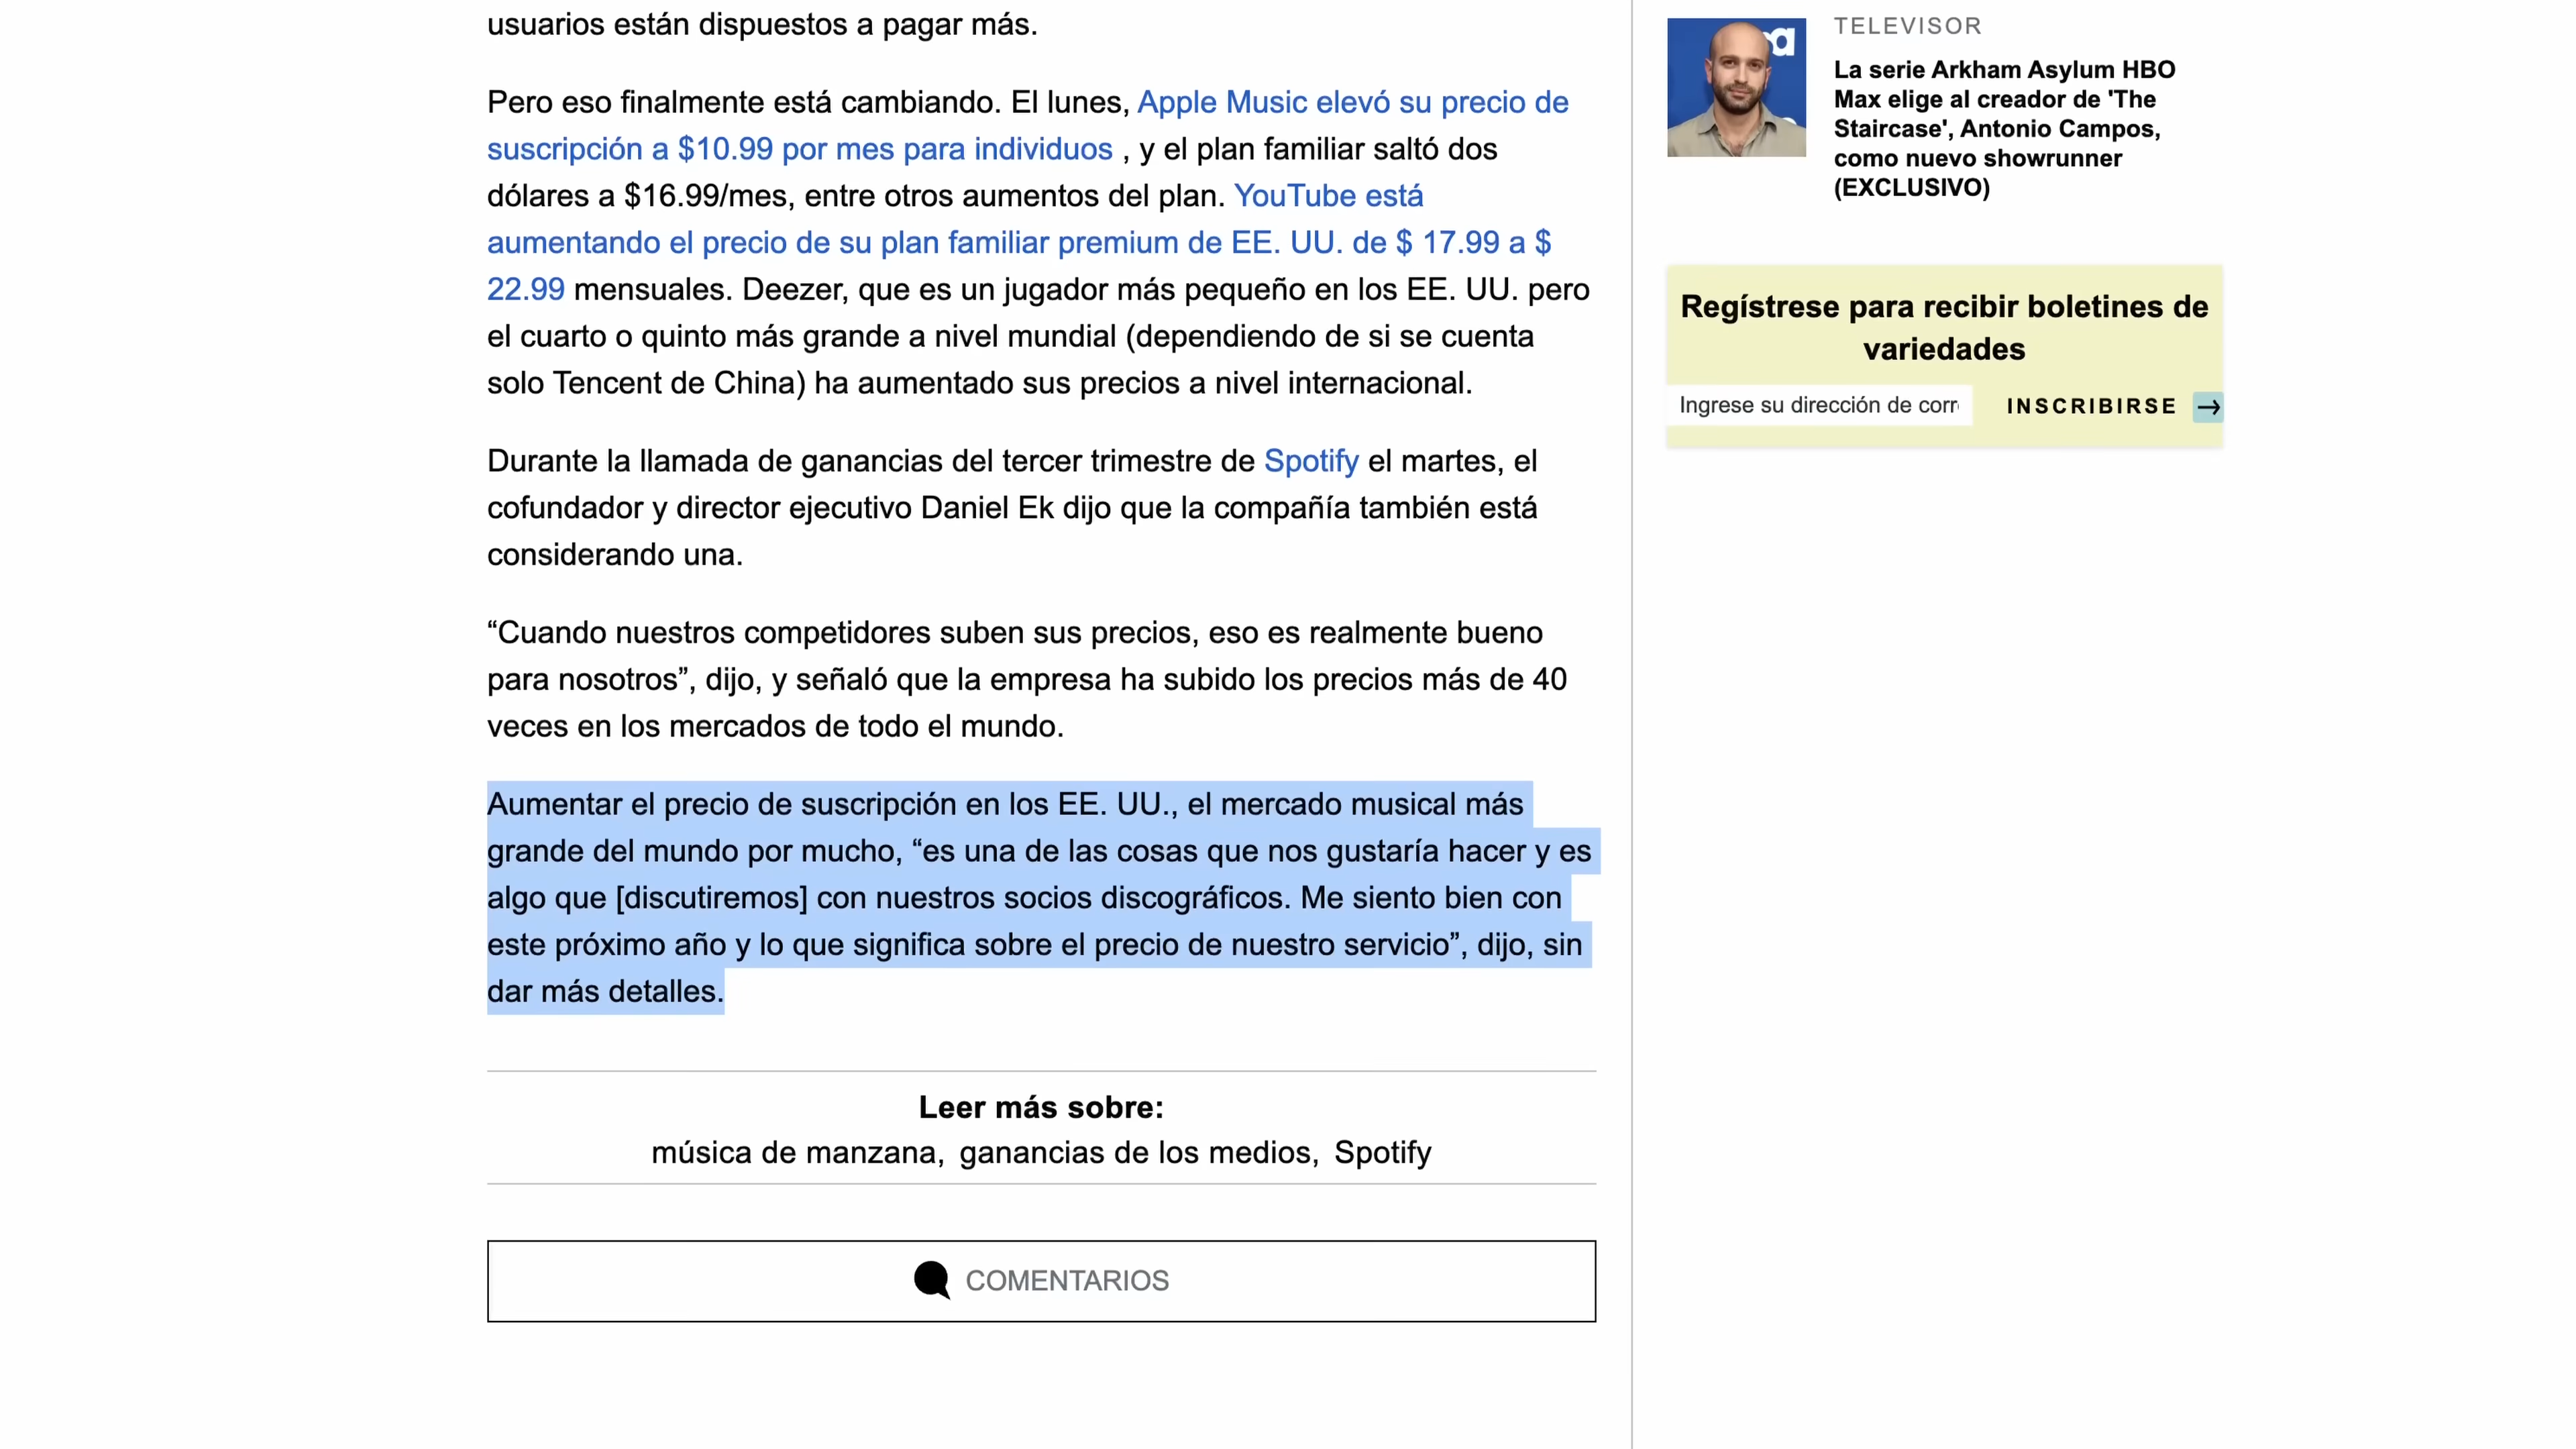 usuarios están dispuestos a pagar más.
Pero eso finalmente está cambiando. El lunes, Apple Music elevó su precio de
suscripción a $10.99 por mes para individuos , y el plan familiar saltó dos
dólares a $16.99/mes, entre otros aumentos del plan. YouTube está
aumentando el precio de su plan familiar premium de EE. UU. de $ 17.99 a $
22.99 mensuales. Deezer, que es un jugador más pequeño en los EE. UU. pero
el cuarto o quinto más grande a nivel mundial (dependiendo de si se cuenta
solo Tencent de China) ha aumentado sus precios a nivel internacional.
Durante la llamada de ganancias del tercer trimestre de Spotify el martes, el
cofundador y director ejecutivo Daniel Ek dijo que la compañía también está
considerando una.
“Cuando nuestros competidores suben sus precios, eso es realmente bueno
para nosotros”, dijo, y señaló que la empresa ha subido los precios más de 40
veces en los mercados de todo el mundo.
Aumentar el precio de suscripción en los EE. UU., el mercado musical más
grande del mundo por mucho, “es una de las cosas que nos gustaría hacer y es
algo que [discutiremos] con nuestros socios discográficos. Me siento bien con
este próximo año y lo que significa sobre el precio de nuestro servicio”, dijo, sin
dar más detalles.
Leer más sobre:
música de manzana, ganancias de los medios, Spotify
COMENTARIOS
TELEVISOR
La serie Arkham Asylum HBO
Max elige al creador de 'The
Staircase', Antonio Campos,
como nuevo showrunner
(EXCLUSIVO)
Regístrese para recibir boletines de
variedades
Ingrese su dirección de corr
INSCRIBIRSE →